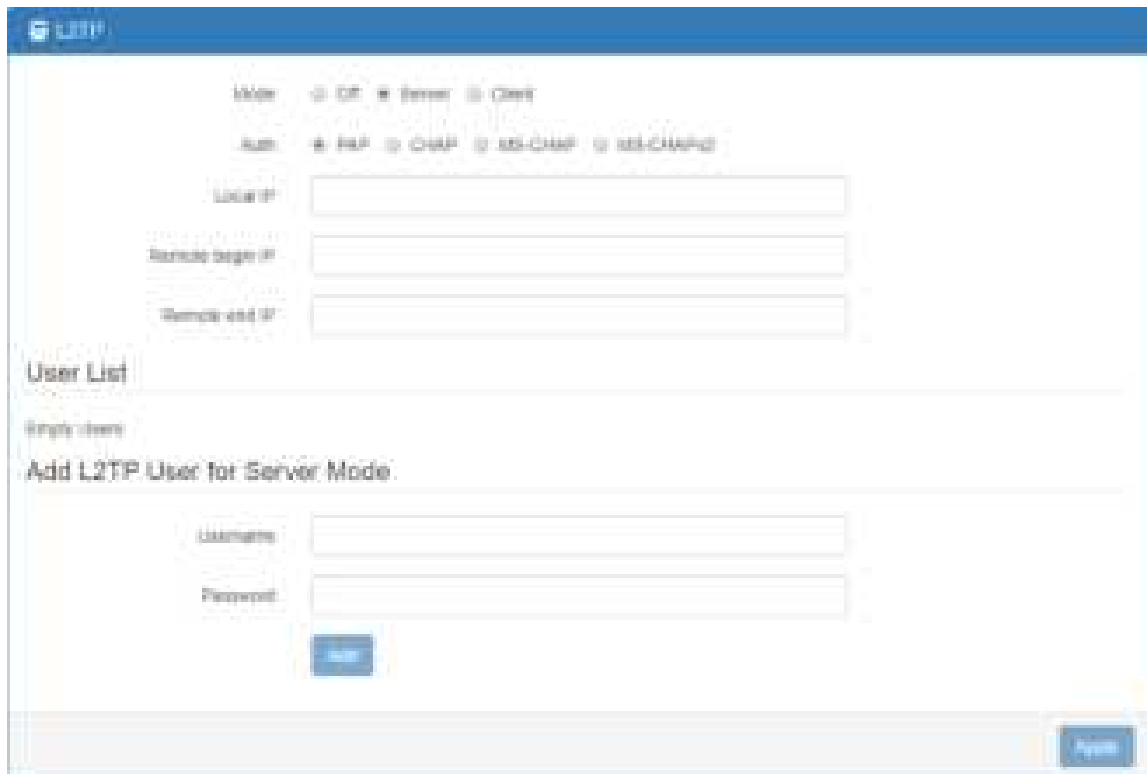 L2TP
Mode Off Server Client
Auth PAP CHAP MS-CHAP MS-CHAPv2
Local IP
Remote begin IP
Remote end IP
User List
Empty Users
Add L2TP User for Server Mode
Username
Password
Add
Apply